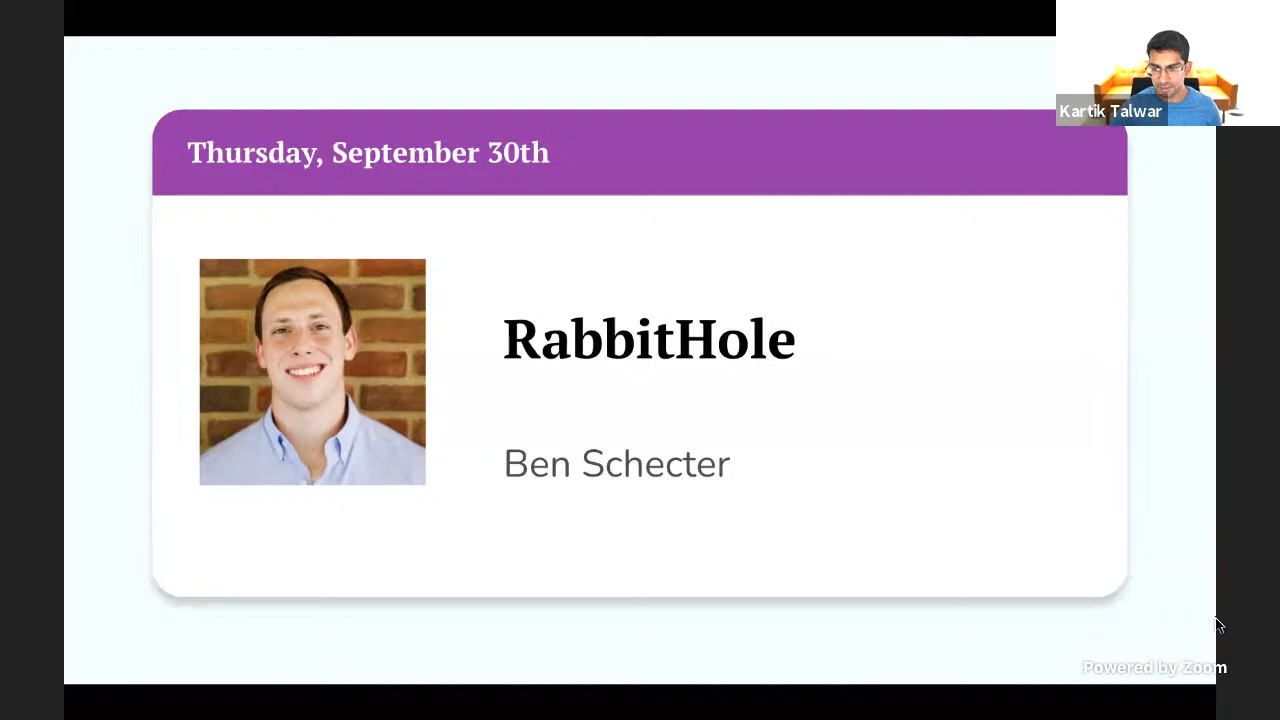 Kartik Talwar
Thursday, September 30th
RabbitHole
Ben Schecter
Powered by Zoom